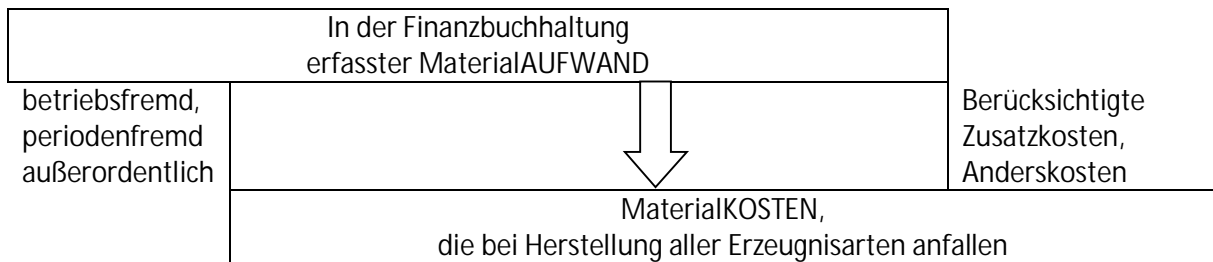 In der Finanzbuchhaltung
erfasster MaterialAUFWAND
betriebsfremd,
periodenfremd
außerordentlich
Berücksichtigte
Zusatzkosten,
Anderskosten
MaterialKOSTEN,
die bei Herstellung aller Erzeugnisarten anfallen